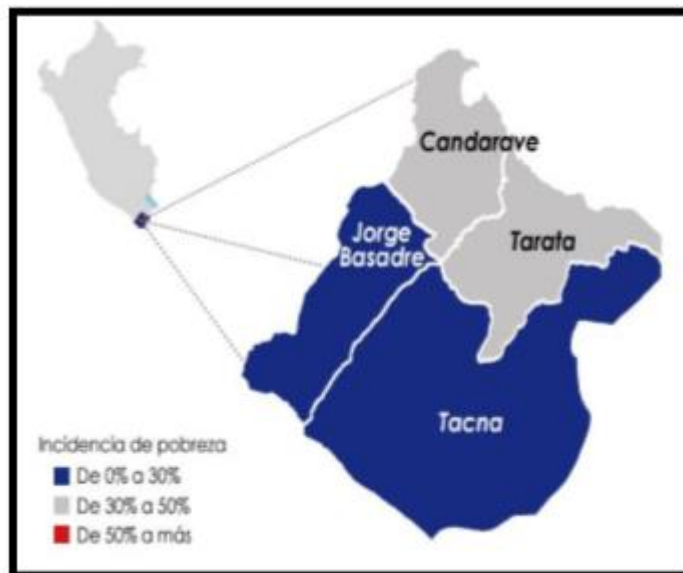 Candarave
Jorge
Basadre
Tarata
Tacna
Incidencia de pobreza
De 0% a 30%
De 30% a 50%
De 50% a más